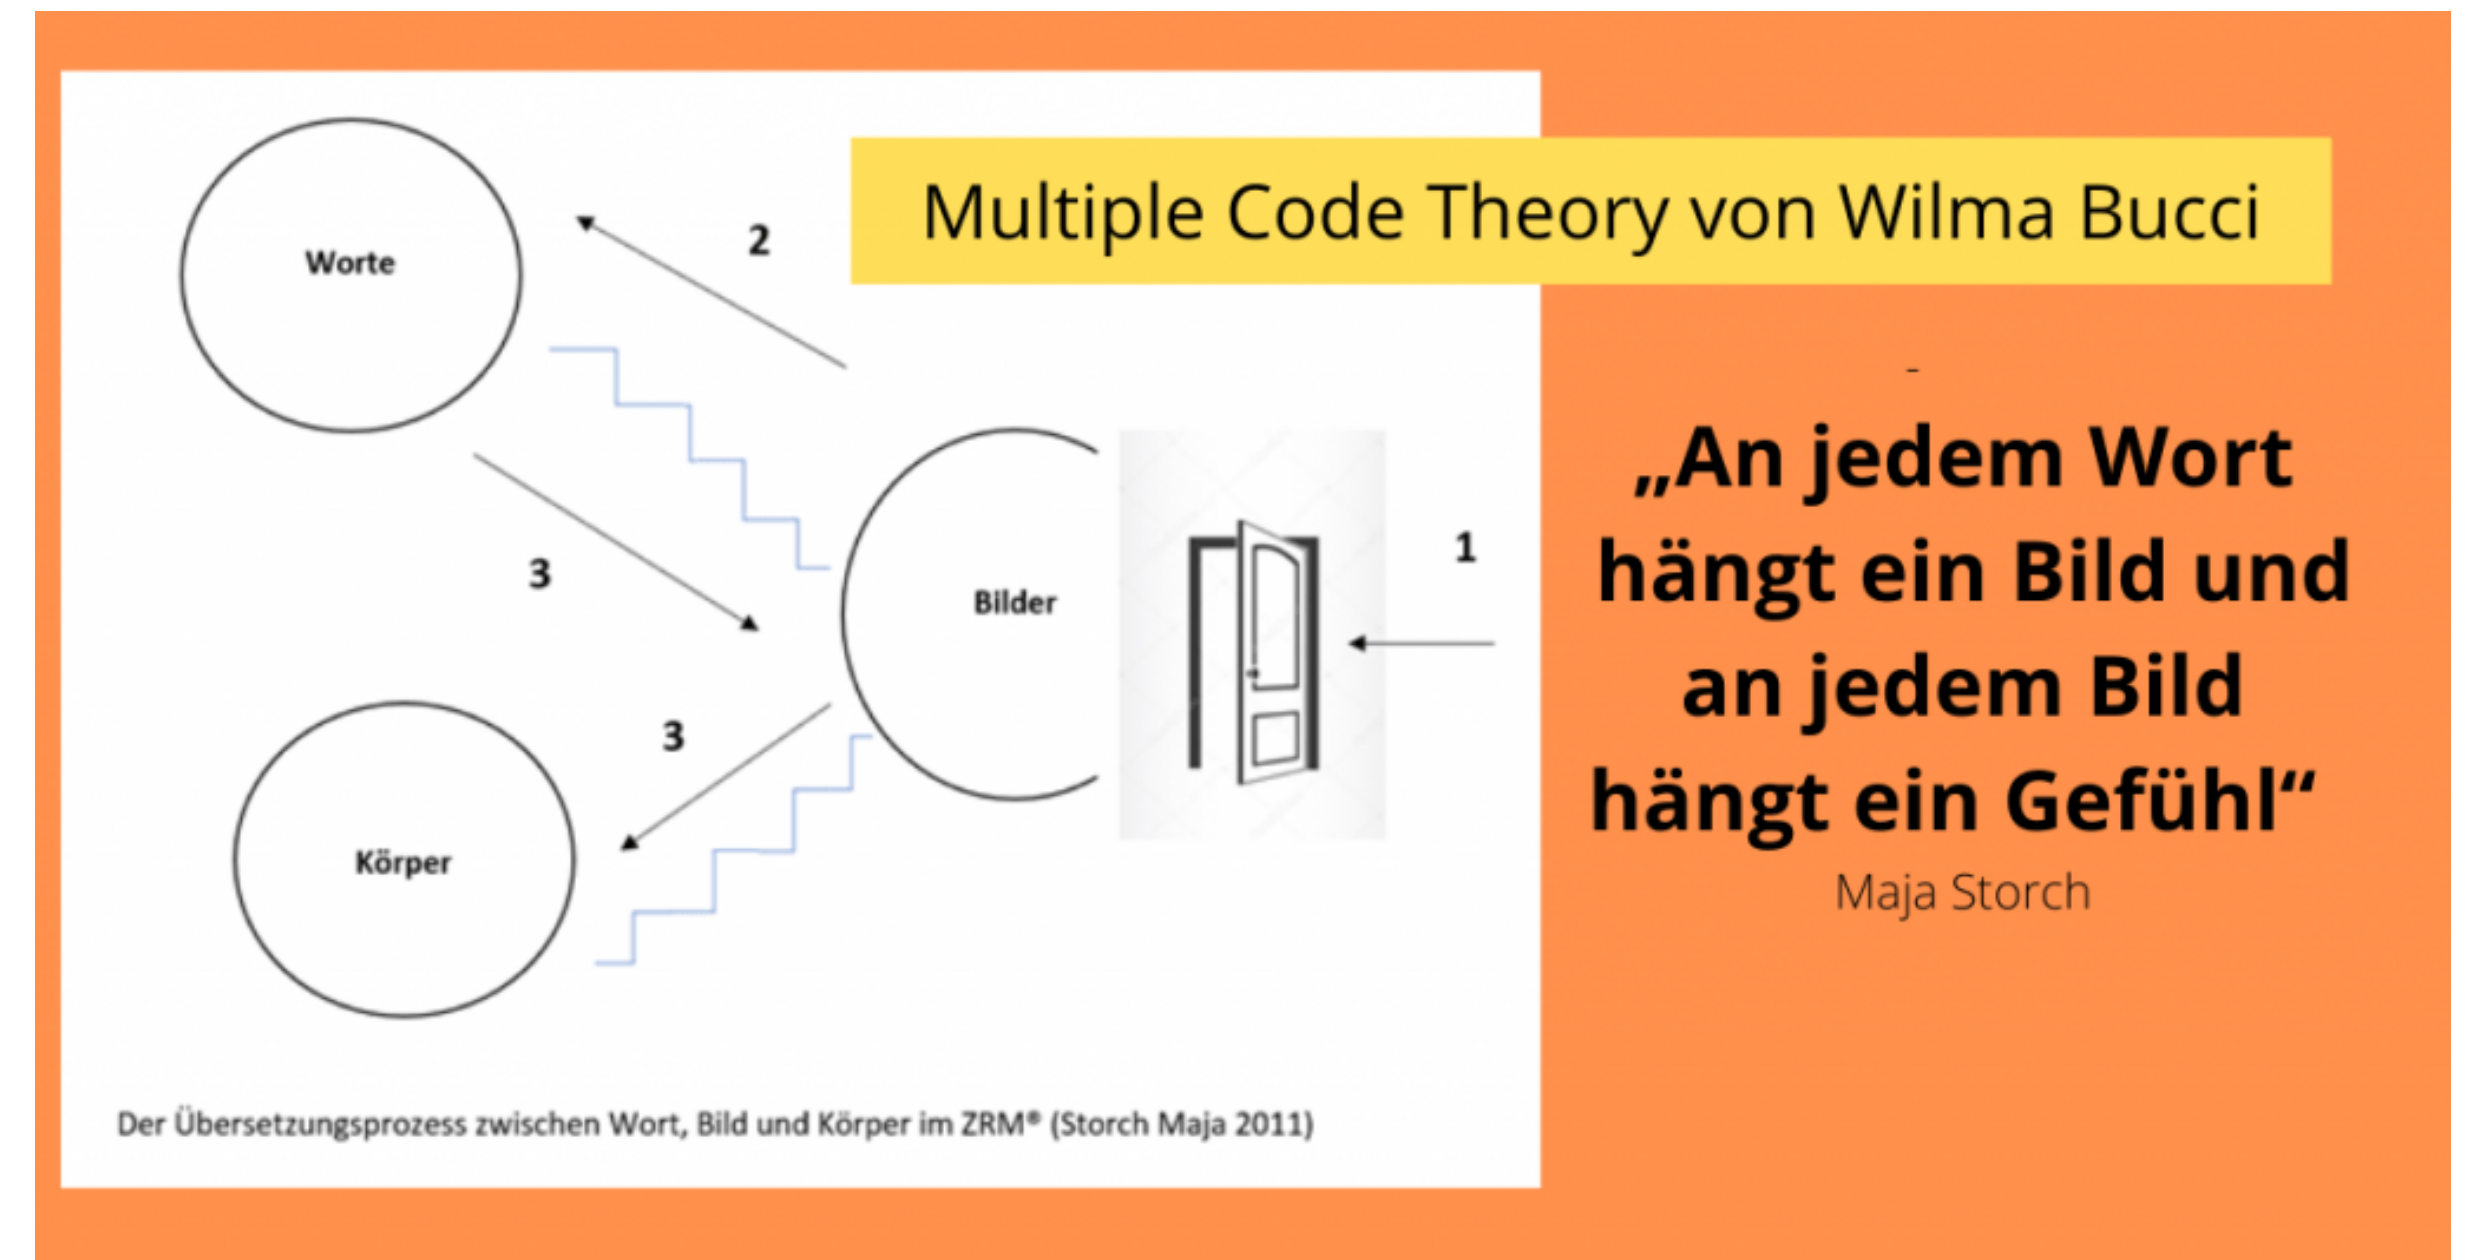 Multiple Code Theory von Wilma Bucci
Worte
2
3
Bilder
1
3
Körper
Der Übersetzungsprozess zwischen Wort, Bild und Körper im ZRM® (Storch Maja 2011)
-
„An jedem Wort
hängt ein Bild und
an jedem Bild
hängt ein Gefühl“
Maja Storch